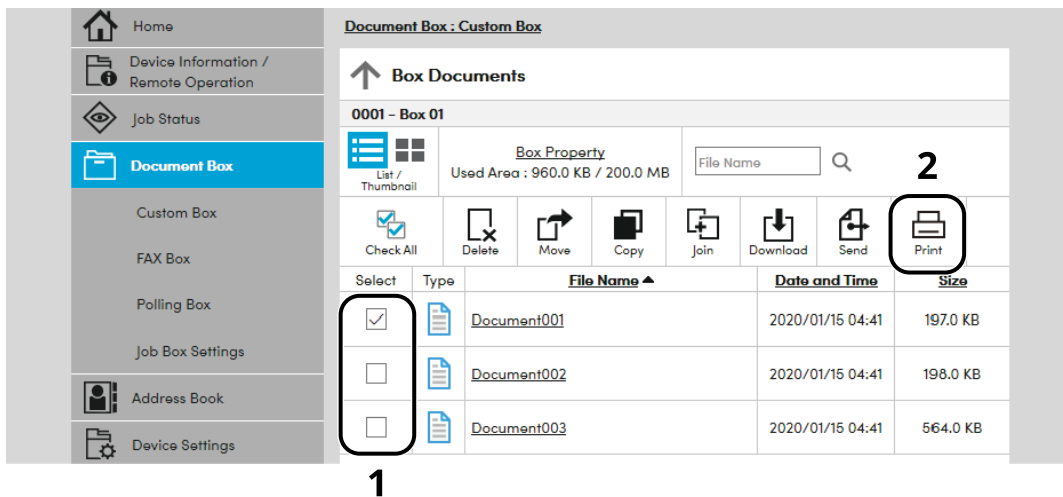 Home
Device Information /
Remote Operation
Job Status
Document Box
Custom Box
FAX Box
Polling Box
Job Box Settings
Address Book
Device Settings
Document Box : Custom Box
Box Documents
0001 - Box 01
List /
Thumbnail
Box Property
Used Area : 960.0 KB / 200.0 MB
File Name
2
Check All Delete Move Copy Join Download Send Print
Select Type File Name Date and Time Size
Document001 2020/01/15 04:41 197.0 KB
Document002 2020/01/15 04:41 198.0 KB
Document003 2020/01/15 04:41 564.0 KB
1